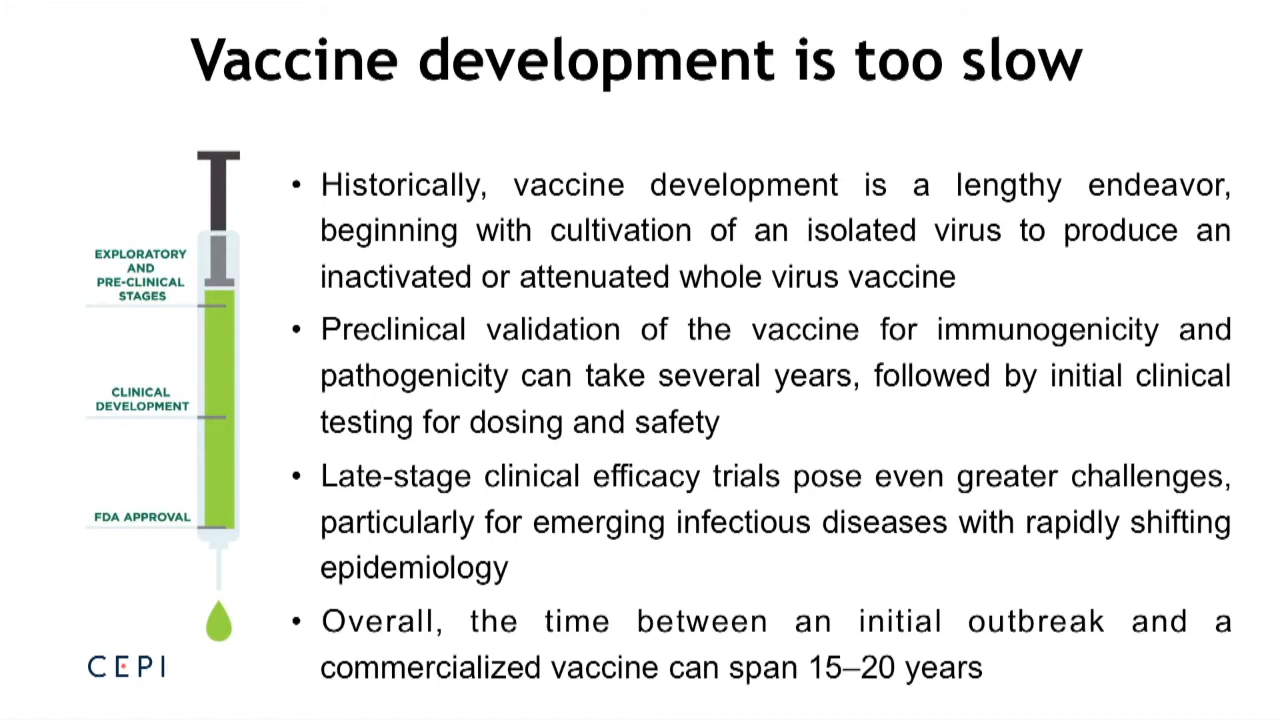 Vaccine development is too slow
EXPLORATORY
AND
PRE-CLINICAL
STAGES
CLINICAL
DEVELOPMENT
FDA APPROVAL
CEPI
• Historically, vaccine development is a lengthy endeavor,
beginning with cultivation of an isolated virus to produce an
inactivated or attenuated whole virus vaccine
• Preclinical validation of the vaccine for immunogenicity and
pathogenicity can take several years, followed by initial clinical
testing for dosing and safety
• Late-stage clinical efficacy trials pose even greater challenges,
particularly for emerging infectious diseases with rapidly shifting
epidemiology
• Overall, the time between an initial outbreak and a
commercialized vaccine can span 15–20 years